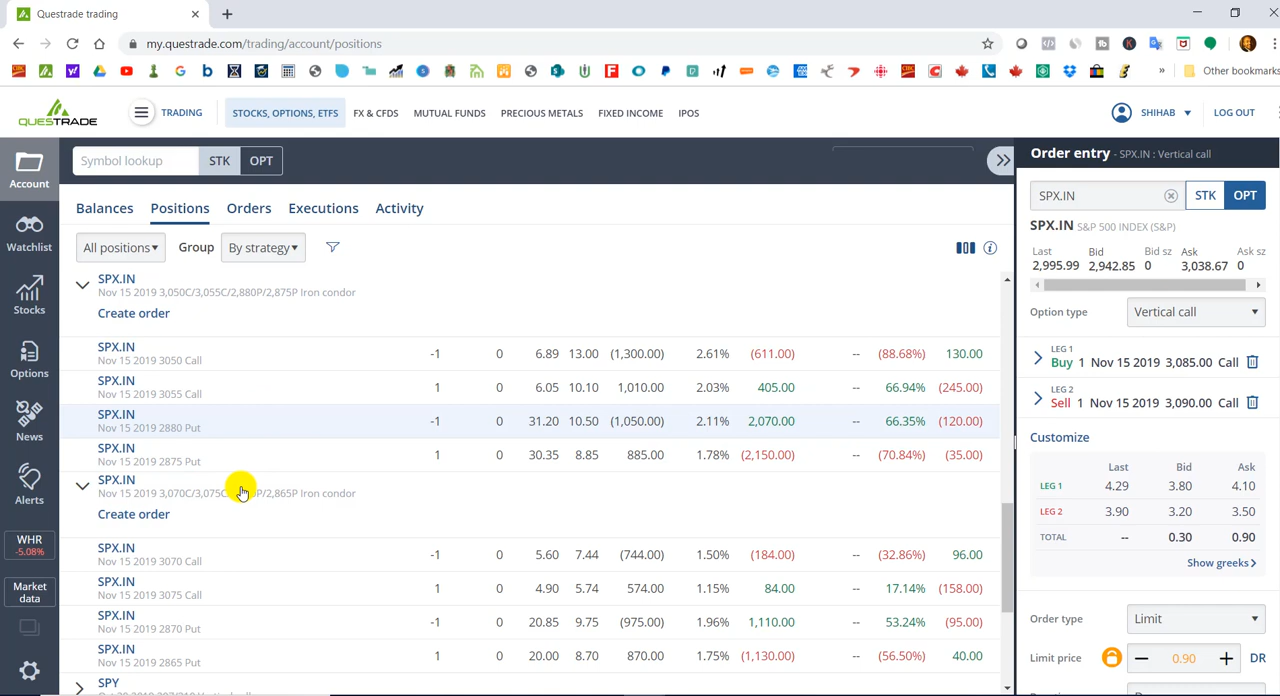 Questrade trading
my.questrade.com/trading/account/positions
Other bookmarks
QUESTRADE
TRADING
STOCKS, OPTIONS, ETFS
FX & CFDS
MUTUAL FUNDS
PRECIOUS METALS
FIXED INCOME
IPOS
SHIHAB
LOG OUT
Account
Watchlist
Stocks
Options
News
Alerts
WHR
-5.08%
Market
data
Symbol lookup STK OPT
Balances Positions Orders Executions Activity
All positions Group By strategy
SPX.IN
Nov 15 2019 3,050C/3,055C/2,880P/2,875P Iron condor
Create order
SPX.IN
Nov 15 2019 3050 Call
-1 0 6.89 13.00 (1,300.00) 2.61% (611.00) -- (88.68%) 130.00
SPX.IN
Nov 15 2019 3055 Call
1 0 6.05 10.10 1,010.00 2.03% 405.00 -- 66.94% (245.00)
SPX.IN
Nov 15 2019 2880 Put
-1 0 31.20 10.50 (1,050.00) 2.11% 2,070.00 -- 66.35% (120.00)
SPX.IN
Nov 15 2019 2875 Put
1 0 30.35 8.85 885.00 1.78% (2,150.00) -- (70.84%) (35.00)
SPX.IN
Nov 15 2019 3,070C/3,075C/ P/2,865P Iron condor
Create order
SPX.IN
Nov 15 2019 3070 Call
-1 0 5.60 7.44 (744.00) 1.50% (184.00) -- (32.86%) 96.00
SPX.IN
Nov 15 2019 3075 Call
1 0 4.90 5.74 574.00 1.15% 84.00 -- 17.14% (158.00)
SPX.IN
Nov 15 2019 2870 Put
-1 0 20.85 9.75 (975.00) 1.96% 1,110.00 -- 53.24% (95.00)
SPX.IN
Nov 15 2019 2865 Put
1 0 20.00 8.70 870.00 1.75% (1,130.00) -- (56.50%) 40.00
SPY
Order entry - SPX.IN : Vertical call
SPX.IN STK OPT
SPX.IN S&P 500 INDEX (S&P)
Last Bid Bid sz Ask Ask sz
2,995.99 2,942.85 0 3,038.67 0
Option type Vertical call
LEG 1
Buy 1 Nov 15 2019 3,085.00 Call
LEG 2
Sell 1 Nov 15 2019 3,090.00 Call
Customize
Last Bid Ask
LEG 1 4.29 3.80 4.10
LEG 2 3.90 3.20 3.50
TOTAL -- 0.30 0.90
Show greeks
Order type Limit
Limit price 0.90 DR